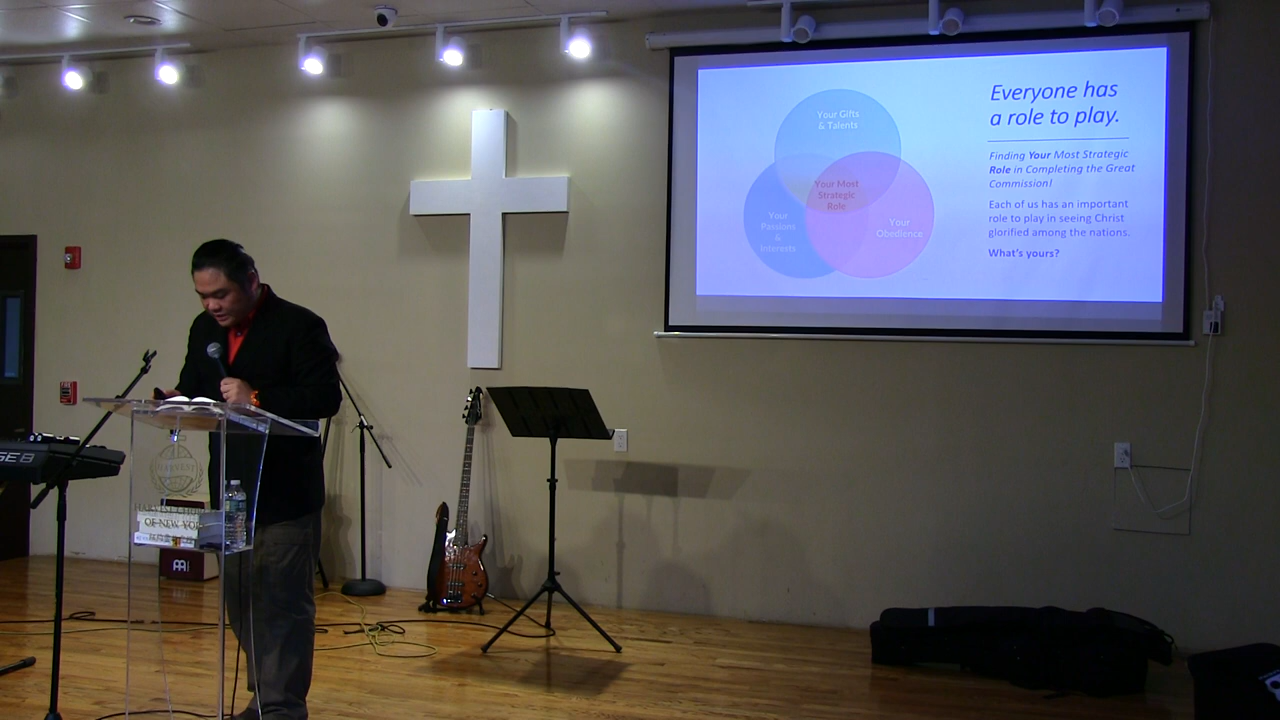 Your Gifts
& Talents
Your Most
Strategic
Role
Your
Passions
&
Interests
Your
Obedience
Everyone has
a role to play.
Finding Your Most Strategic
Role in Completing the Great
Commission!
Each of us has an important
role to play in seeing Christ
glorified among the nations.
What's yours?
HARVEST
OF NEW YO